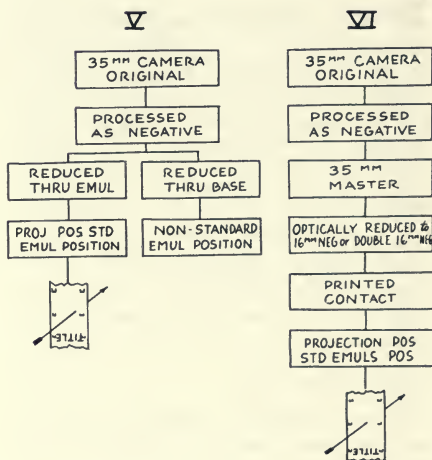 V
35MM CAMERA
ORIGINAL
PROCESSED
AS NEGATIVE
REDUCED
THRU EMUL
REDUCED
THRU BASE
PROJ POS STD
EMUL POSITION
NON-STANDARD
EMUL POSITION
TITLE
VI
35MM CAMERA
ORIGINAL
PROCESSED
AS NEGATIVE
35 MM
MASTER
OPTICALLY REDUCED to
16MM NEG or DOUBLE 16MM NEG
PRINTED
CONTACT
PROJECTION POS
STD EMULS POS
TITLE